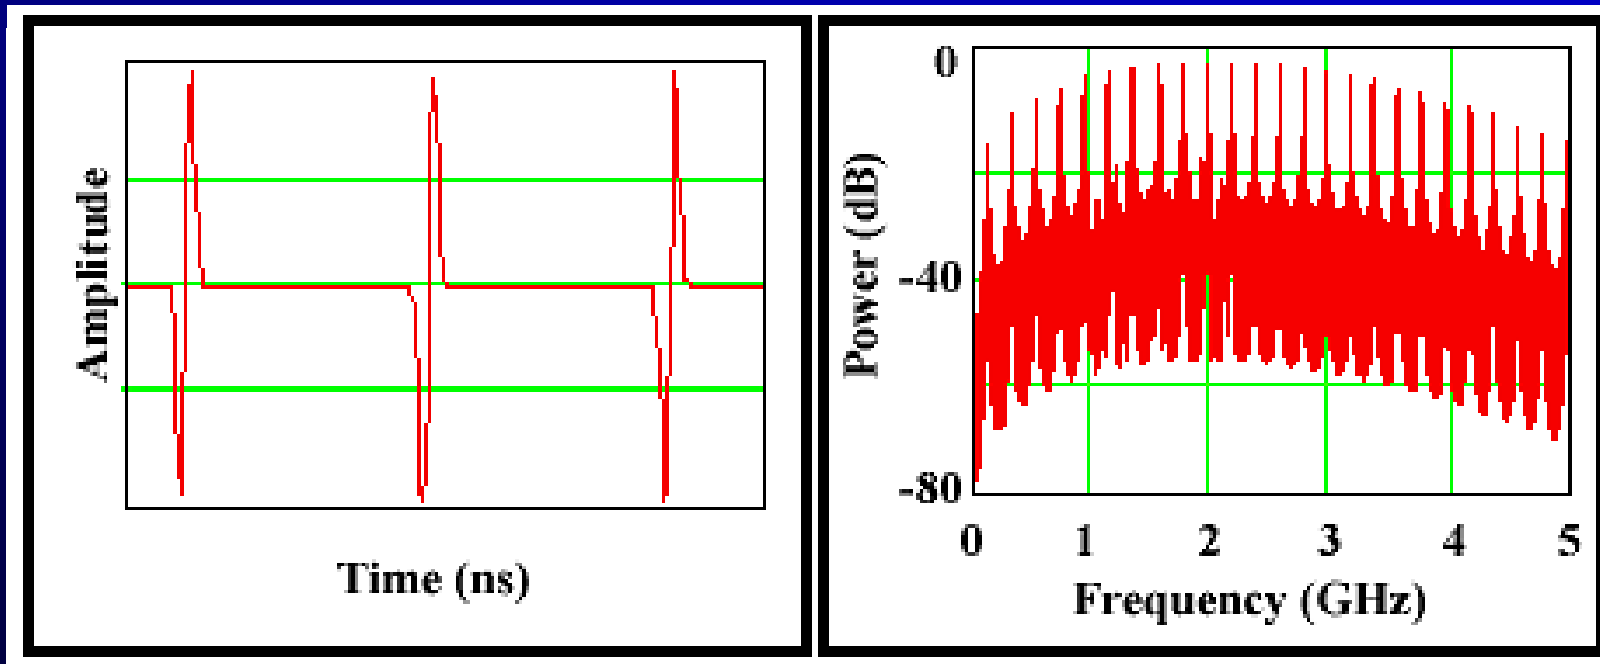 Amplitude
Time (ns)
Power (dB)
0
-40
-80
0 1 2 3 4 5
Frequency (GHz)